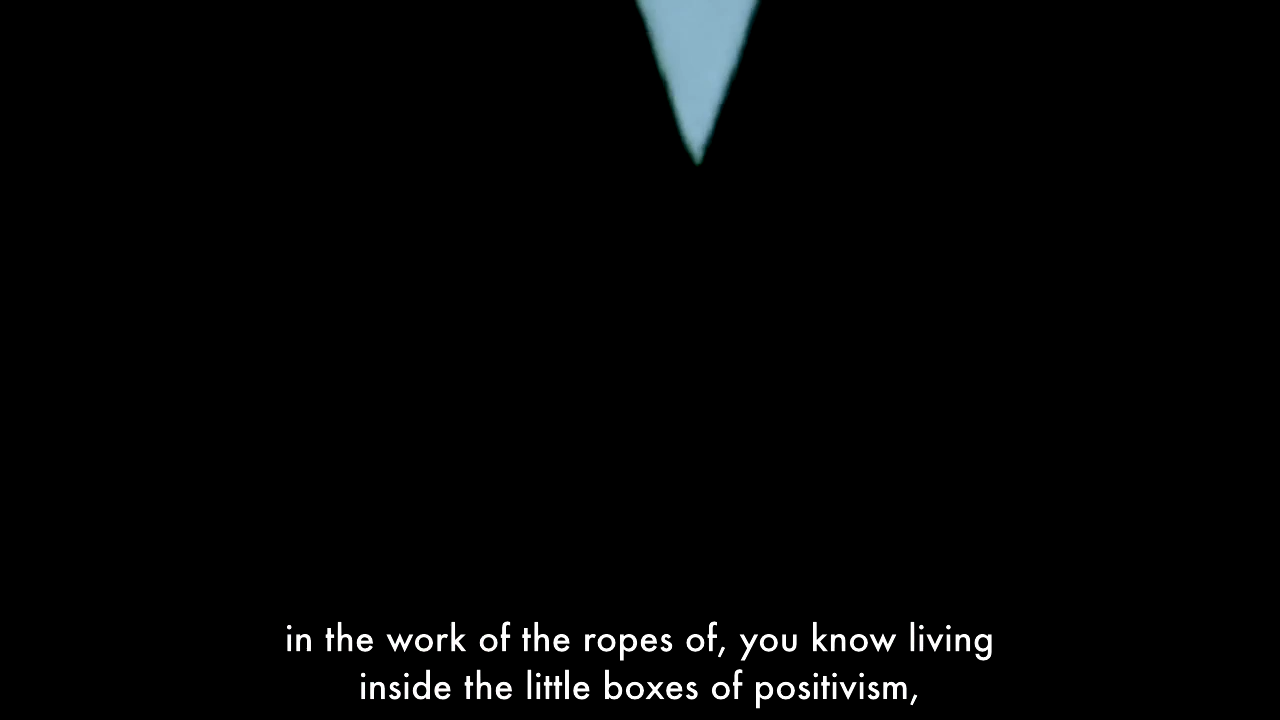 in the work of the ropes of, you know living
inside the little boxes of positivism,